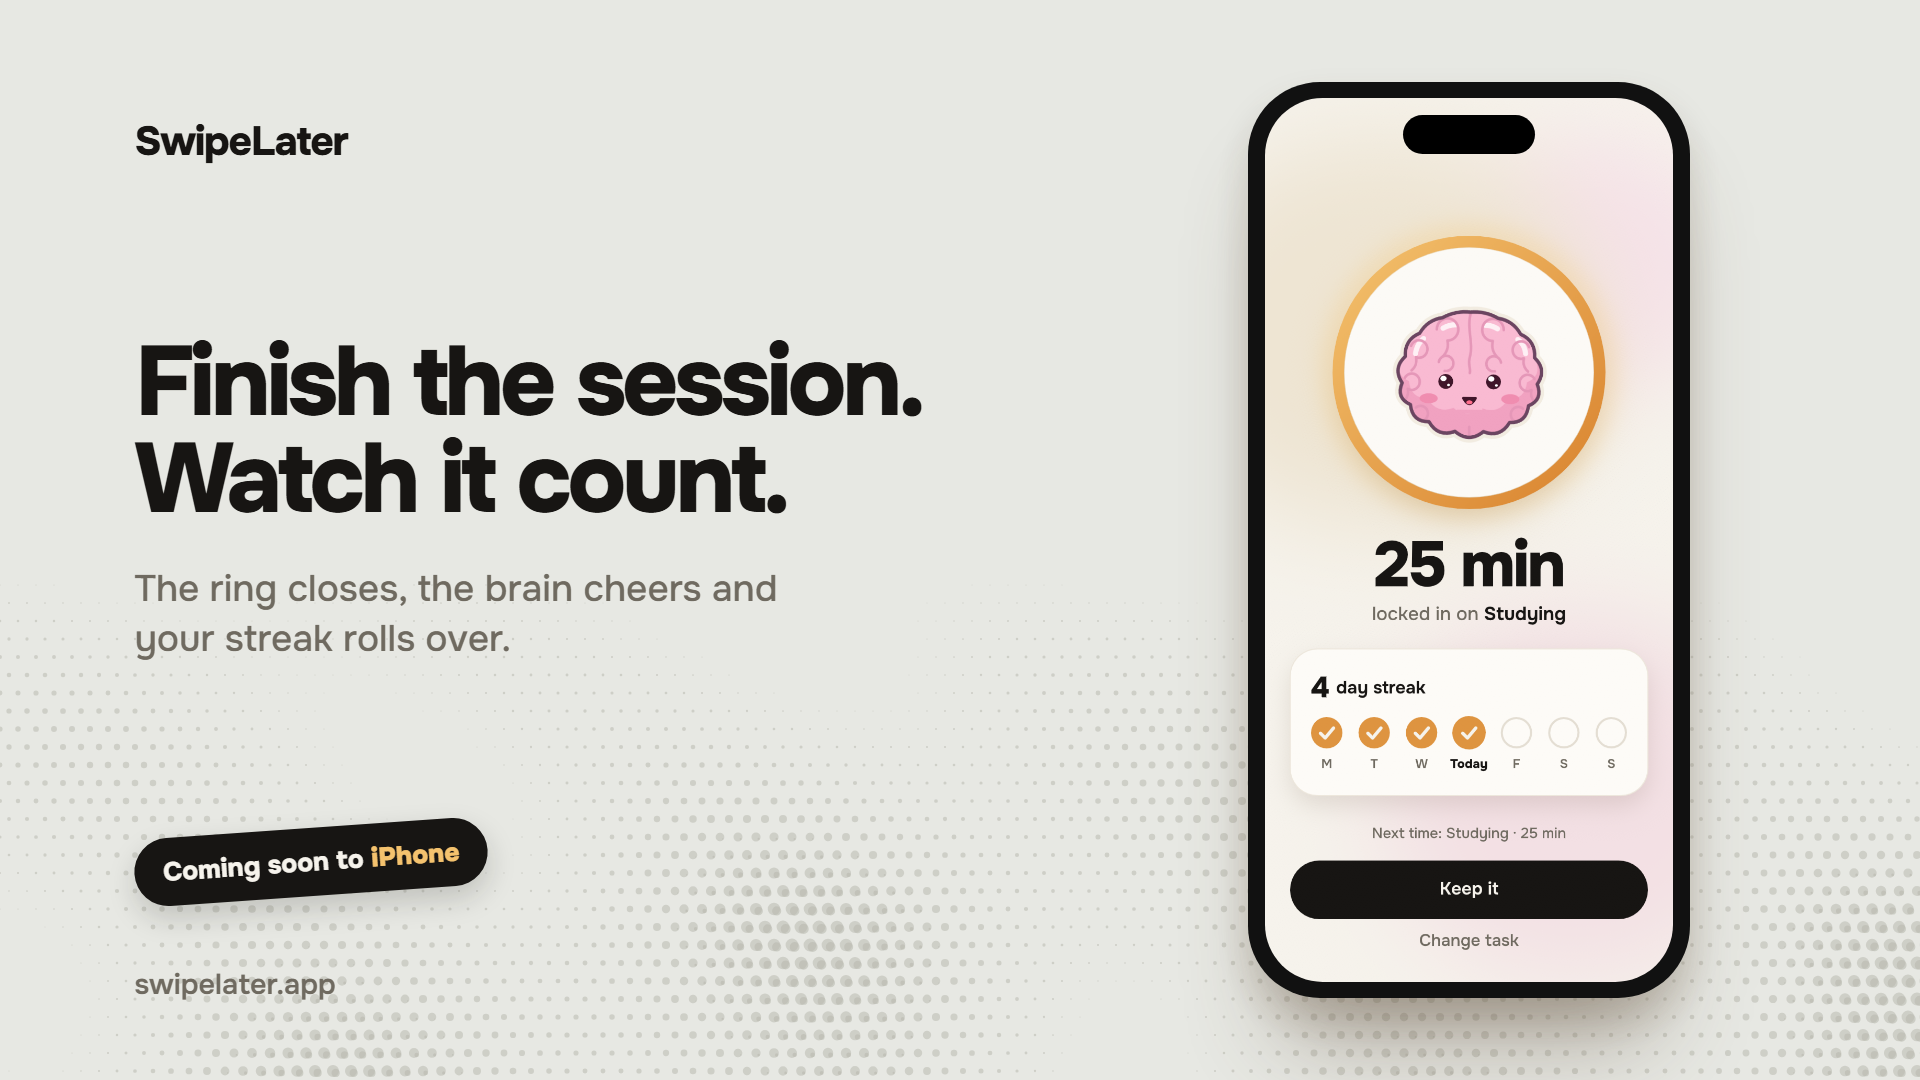 SwipeLater
Finish the session.
Watch it count.
The ring closes, the brain cheers and
your streak rolls over.
Coming soon to iPhone
swipelater.app
25 min
locked in on Studying
4 day streak
M T W Today F S S
Next time: Studying · 25 min
Keep it
Change task